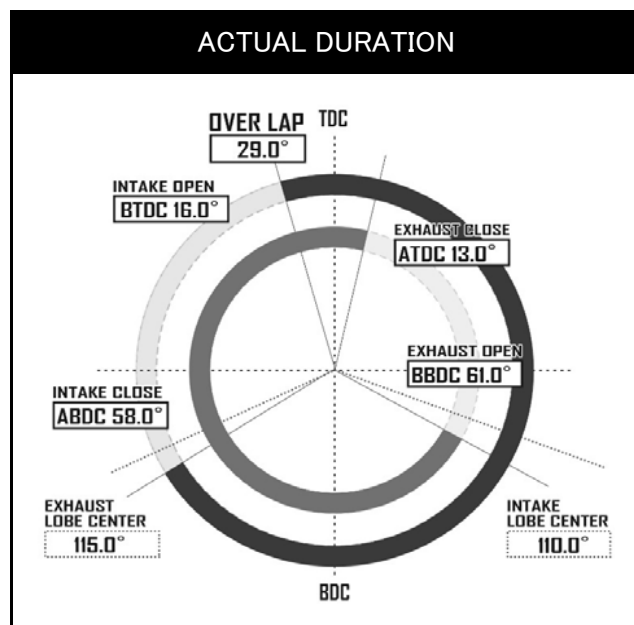 ACTUAL DURATION
OVER LAP
29.0°
TDC
INTAKE OPEN
BTDC 16.0°
EXHAUST CLOSE
ATDC 13.0°
EXHAUST OPEN
BBDC 61.0°
INTAKE CLOSE
ABDC 58.0°
EXHAUST
LOBE CENTER
115.0°
INTAKE
LOBE CENTER
110.0°
BDC